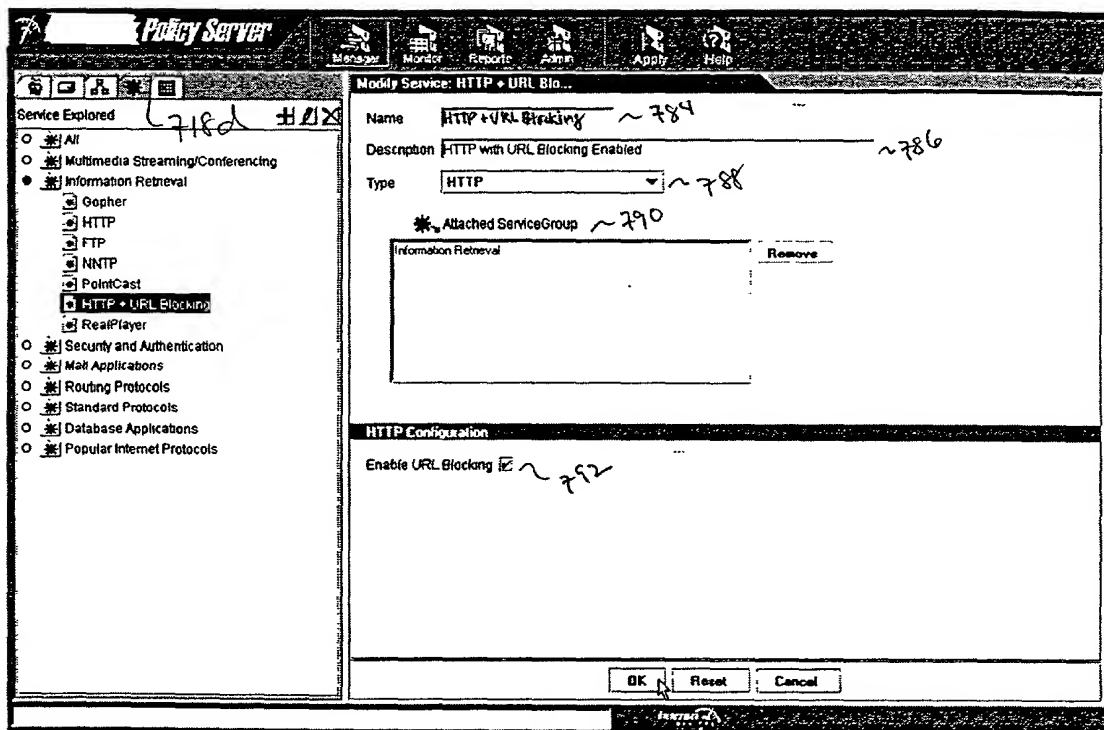 Policy Server
Manager Monitor Reports Admin Apply Help
718d
Service Explored
All
Multimedia Streaming/Conferencing
Information Retrieval
Gopher
HTTP
FTP
NNTP
PointCast
HTTP + URL Blocking
RealPlayer
Security and Authentication
Mail Applications
Routing Protocols
Standard Protocols
Database Applications
Popular Internet Protocols
Modify Service: HTTP + URL Blo...
Name HTTP + URL Blocking ~ 784
Description HTTP with URL Blocking Enabled ~ 786
Type HTTP ~ 788
Attached ServiceGroup ~ 790
Information Retrieval
Remove
HTTP Configuration
Enable URL Blocking ~ 792
OK Reset Cancel